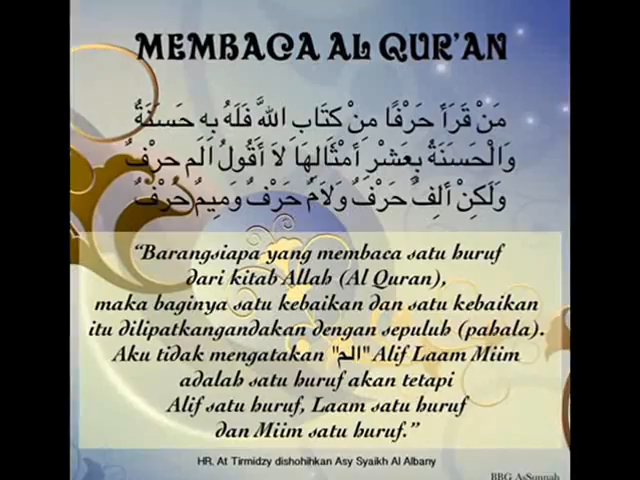 MEMBACA AL QUR'AN
مَنْ قَرَأَ حَرْفًا مِنْ كِتَابِ اللَّهِ فَلَهُ بِهِ حَسَنَةٌ
وَالْحَسَنَةُ بِعَشْرِ أَمْثَالِهَا لاَ أَقُولُ الم حرْفٌ
وَلَكِنْ أَلِفٌ حَرْفٌ وَلاَمٌ حَرْفٌ وَمِيمٌ حَرْفٌ
“Barangsiapa yang membaca satu huruf
dari kitab Allah (Al Quran),
maka baginya satu kebaikan dan satu kebaikan
itu dilipatkangandakan dengan sepuluh (pahala).
Aku tidak mengatakan "الم" Alif Laam Miim
adalah satu huruf akan tetapi
Alif satu huruf, Laam satu huruf
dan Miim satu huruf.”
HR. At Tirmidzy dishohihkan Asy Syaikh Al Albany
BBG AsSunnah